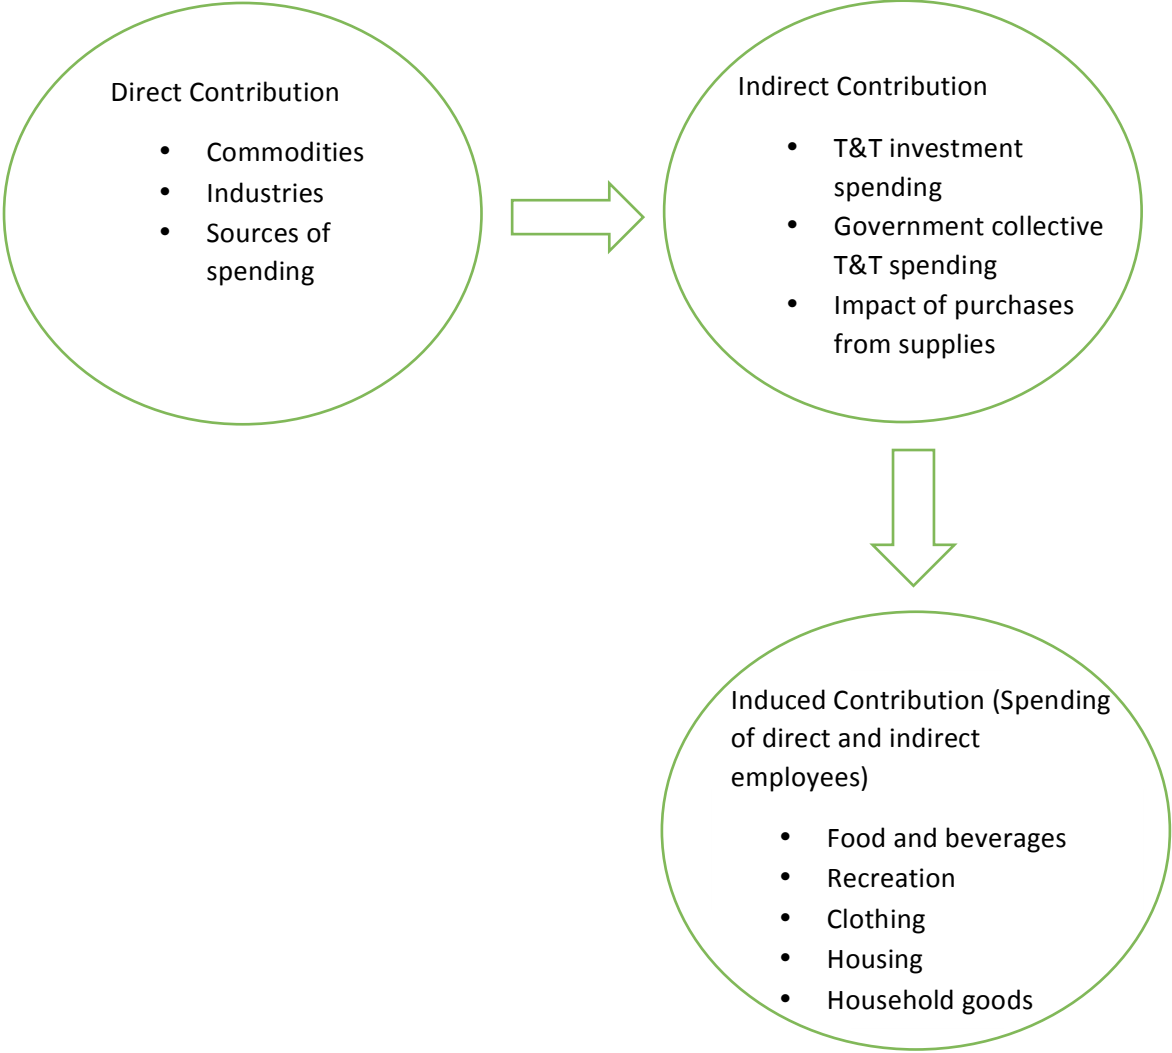 Direct Contribution
• Commodities
• Industries
• Sources of
spending
Indirect Contribution
• T&T investment
spending
• Government collective
T&T spending
• Impact of purchases
from supplies
Induced Contribution (Spending
of direct and indirect
employees)
• Food and beverages
• Recreation
• Clothing
• Housing
• Household goods